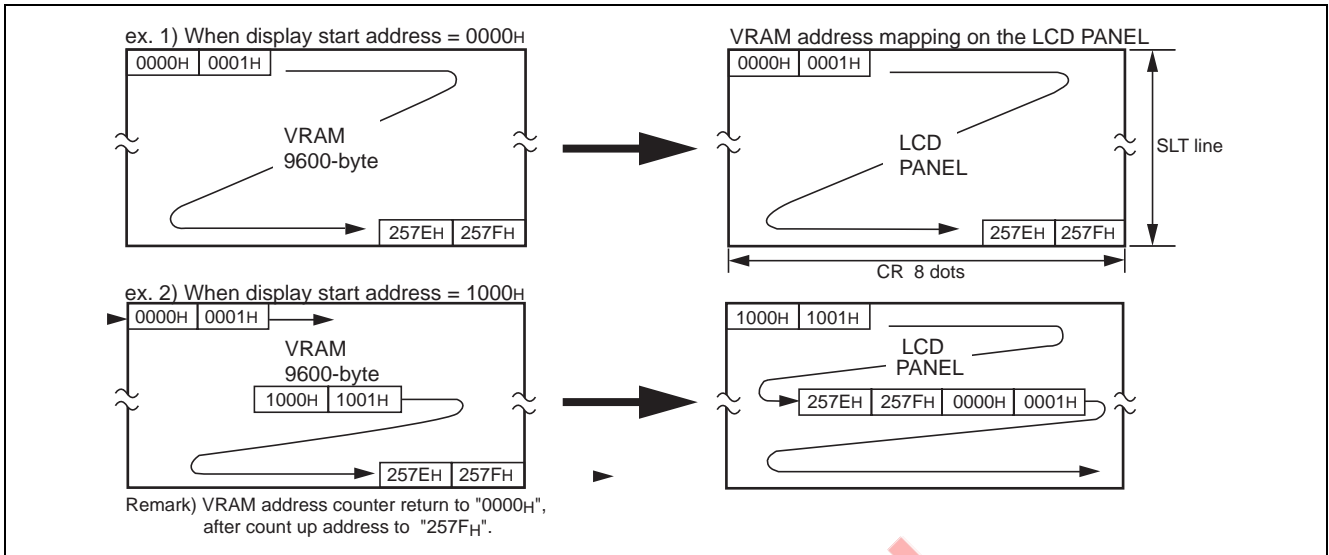 ex. 1) When display start address = 0000H
0000H 0001H
VRAM
9600-byte
257EH 257FH
VRAM address mapping on the LCD PANEL
0000H 0001H
LCD
PANEL
SLT line
257EH 257FH
CR 8 dots
ex. 2) When display start address = 1000H
0000H 0001H
VRAM
9600-byte
1000H 1001H
257EH 257FH
1000H 1001H
LCD
PANEL
257EH 257FH 0000H 0001H
Remark) VRAM address counter return to "0000H",
after count up address to "257FH".